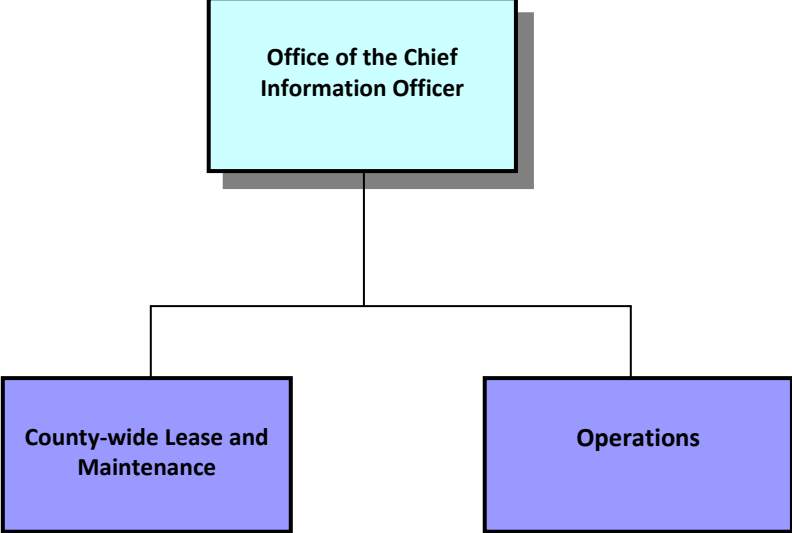 Office of the Chief
Information Officer
County-wide Lease and
Maintenance
Operations